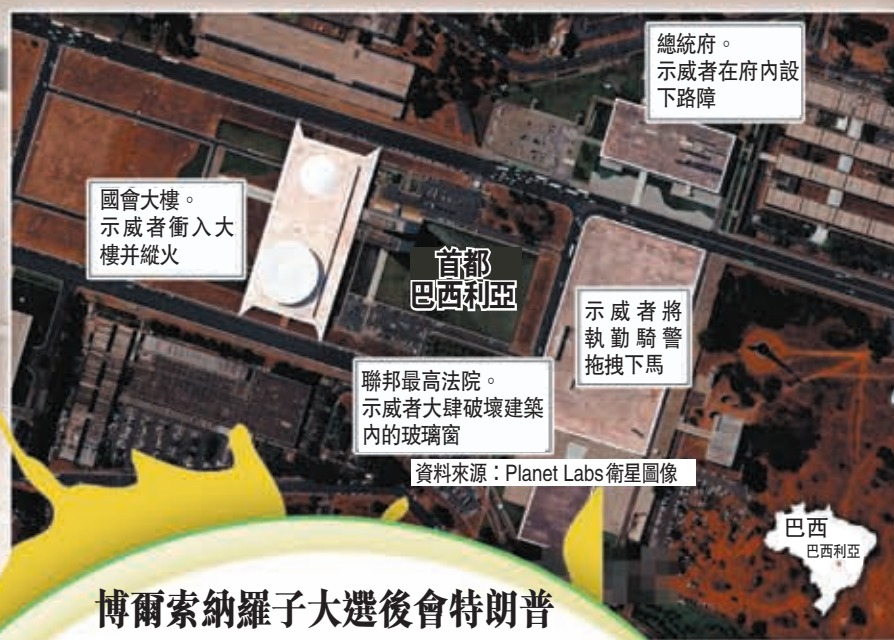 總統府。
示威者在府內設
下路障
國會大樓。
示威者衝入大
樓并縱火
首都
巴西利亞
示威者將
執勤騎警
拖拽下馬
聯邦最高法院。
示威者大肆破壞建築
內的玻璃窗
資料來源：Planet Labs衛星圖像
巴西
巴西利亞
博爾索納羅子大選後會特朗普